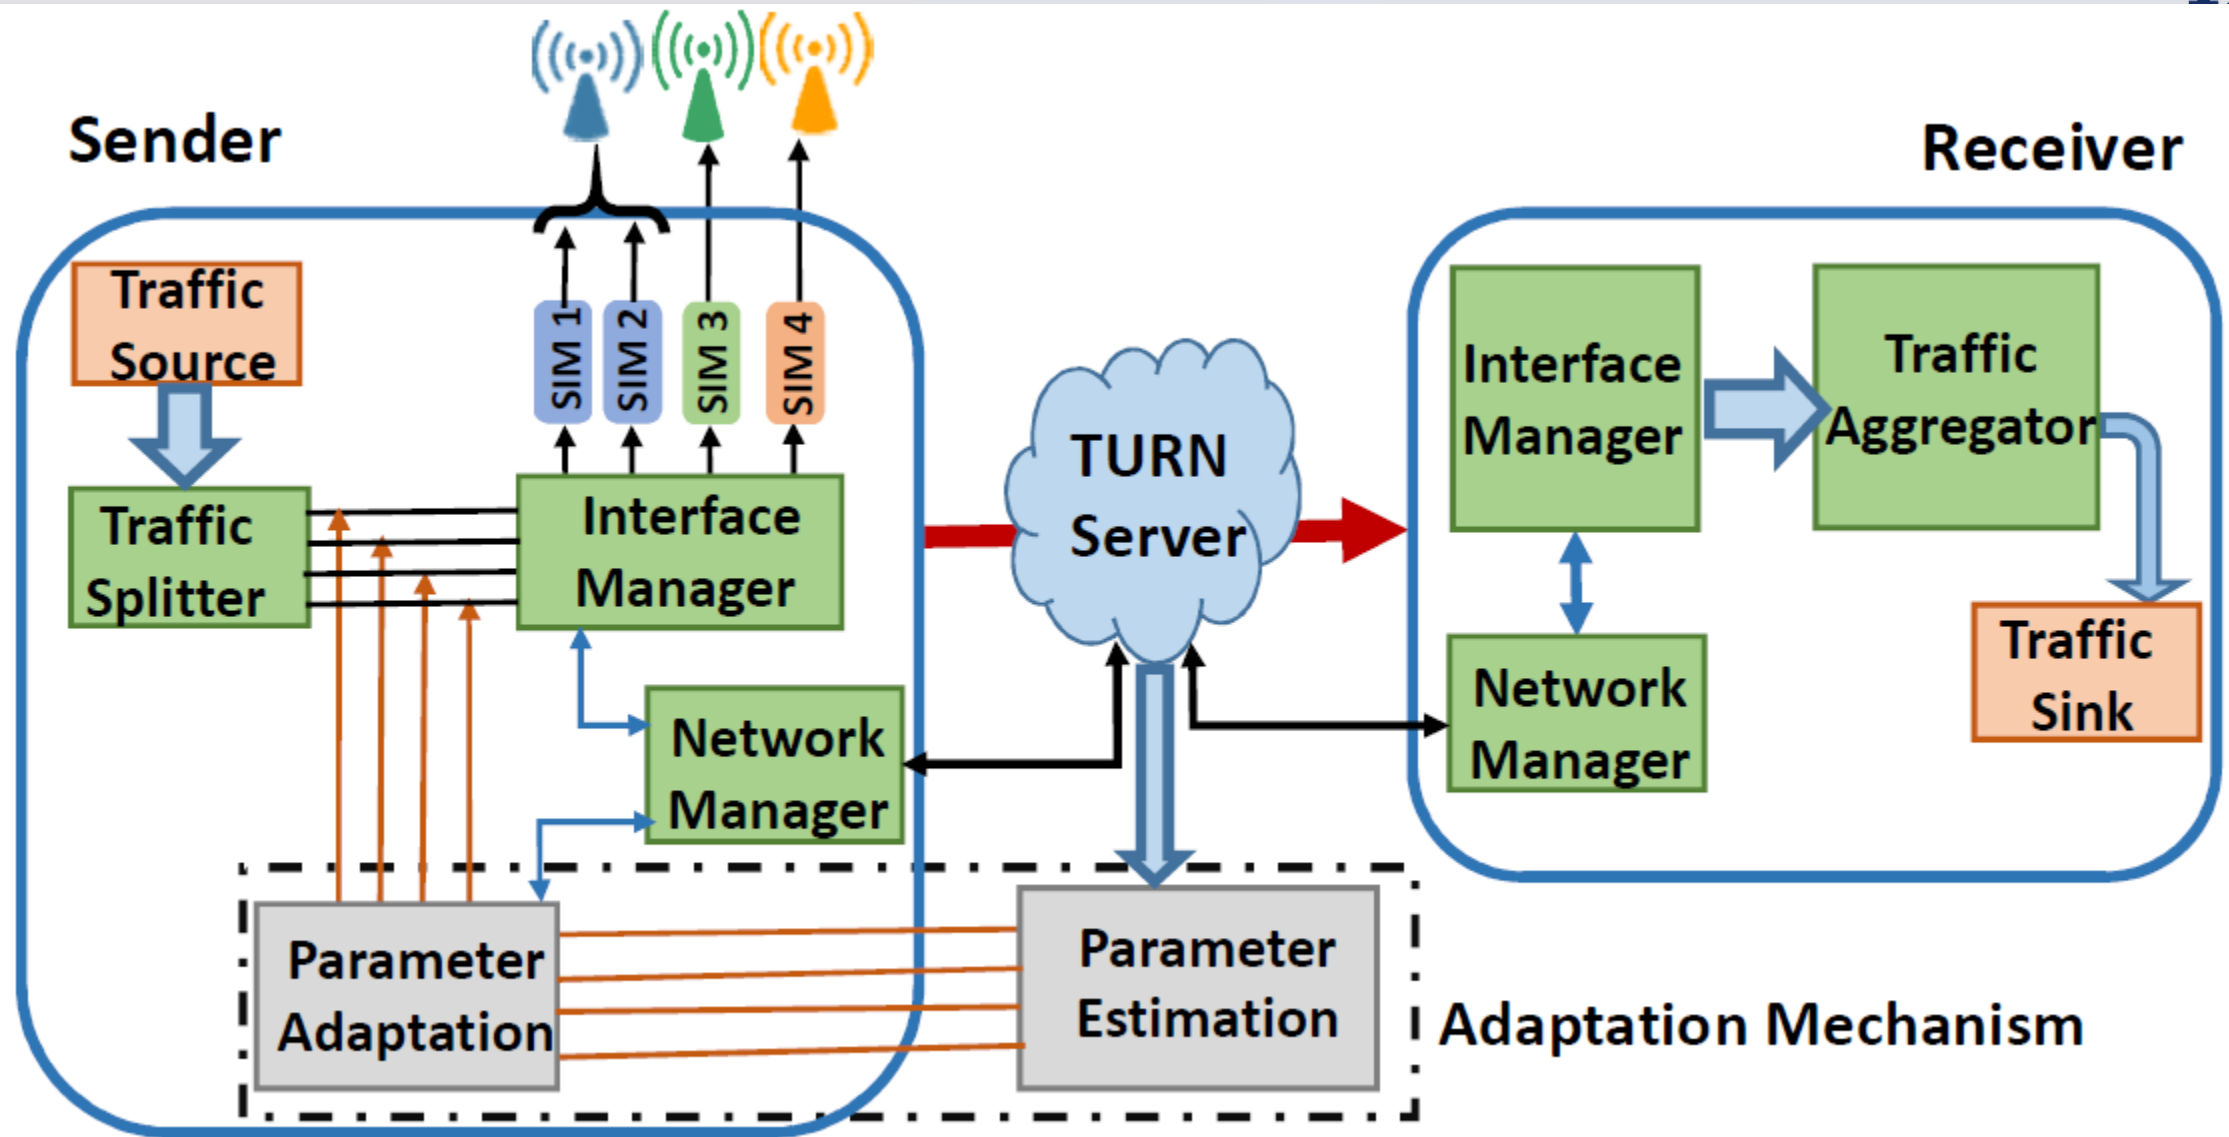 Sender
Receiver
Traffic
Source
SIM 1
SIM 2
SIM 3
SIM 4
Traffic
Splitter
Interface
Manager
Network
Manager
TURN
Server
Interface
Manager
Traffic
Aggregator
Network
Manager
Traffic
Sink
Parameter
Adaptation
Parameter
Estimation
Adaptation Mechanism